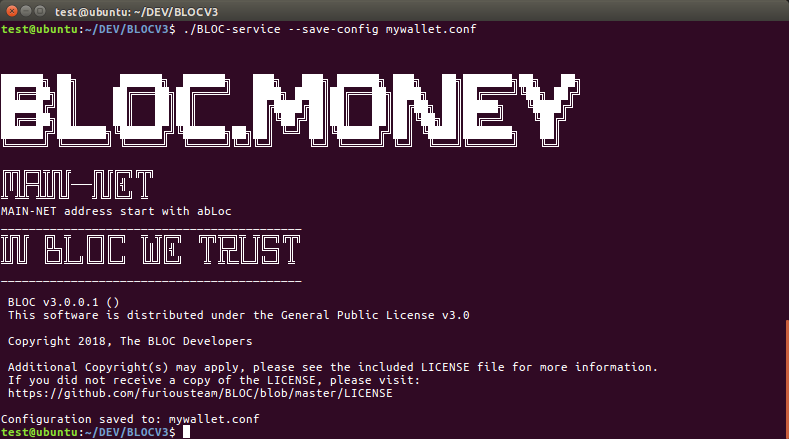 test@ubuntu: ~/DEV/BLOCV3
test@ubuntu:~/DEV/BLOCV3$ ./BLOC-service --save-config mywallet.conf
BLOC.MONEY
MAIN-NET
MAIN-NET address start with abLoc
IN BLOC WE TRUST
BLOC v3.0.0.1 ()
This software is distributed under the General Public License v3.0
Copyright 2018, The BLOC Developers
Additional Copyright(s) may apply, please see the included LICENSE file for more information.
If you did not receive a copy of the LICENSE, please visit:
https://github.com/furiousteam/BLOC/blob/master/LICENSE
Configuration saved to: mywallet.conf
test@ubuntu:~/DEV/BLOCV3$